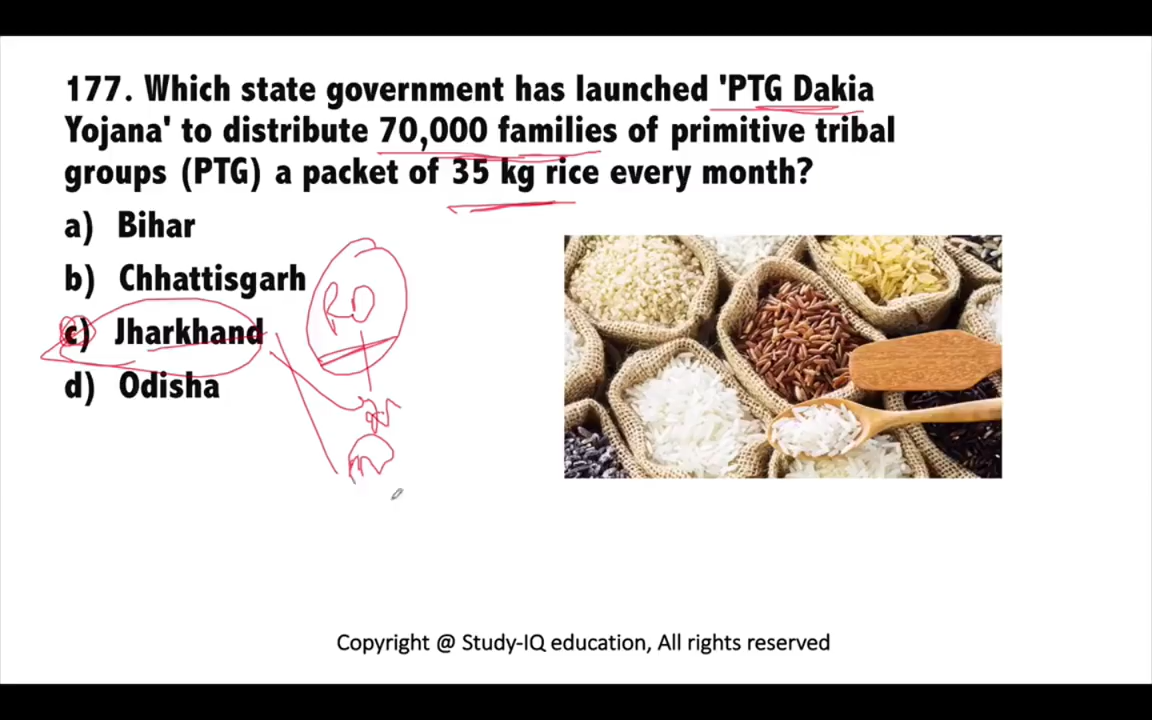 177. Which state government has launched 'PTG Dakia
Yojana' to distribute 70,000 families of primitive tribal
groups (PTG) a packet of 35 kg rice every month?
a) Bihar
b) Chhattisgarh
c) Jharkhand
d) Odisha
RD
Copyright @ Study-IQ education, All rights reserved